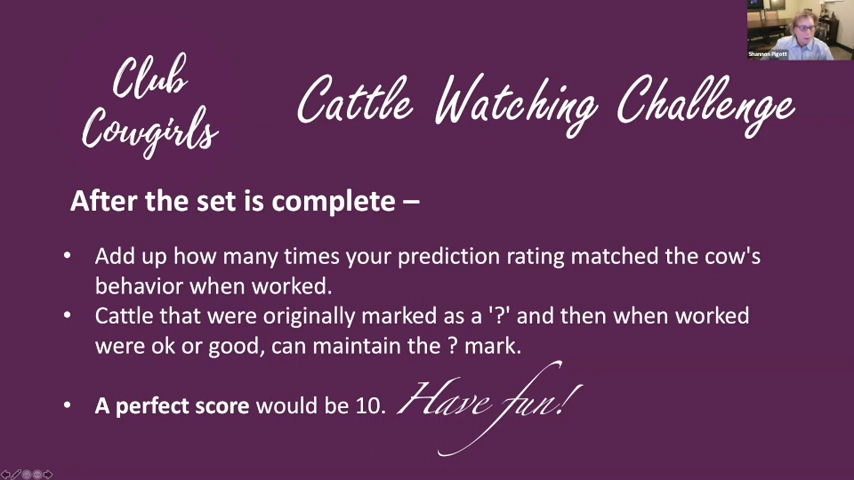 Shannon Pigott
Club
Cowgirls
Cattle Watching Challenge
After the set is complete –
• Add up how many times your prediction rating matched the cow's
behavior when worked.
• Cattle that were originally marked as a '?' and then when worked
were ok or good, can maintain the ? mark.
• A perfect score would be 10. Have fun!